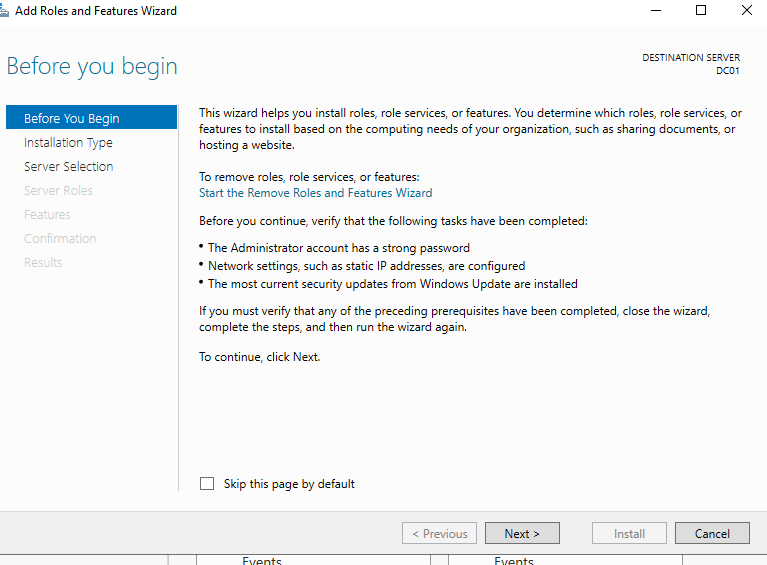 Add Roles and Features Wizard
Before you begin
DESTINATION SERVER
DC01
Before You Begin
Installation Type
Server Selection
Server Roles
Features
Confirmation
Results
This wizard helps you install roles, role services, or features. You determine which roles, role services, or
features to install based on the computing needs of your organization, such as sharing documents, or
hosting a website.
To remove roles, role services, or features:
Start the Remove Roles and Features Wizard
Before you continue, verify that the following tasks have been completed:
• The Administrator account has a strong password
• Network settings, such as static IP addresses, are configured
• The most current security updates from Windows Update are installed
If you must verify that any of the preceding prerequisites have been completed, close the wizard,
complete the steps, and then run the wizard again.
To continue, click Next.
Skip this page by default
< Previous
Next >
Install
Cancel
Events
Events